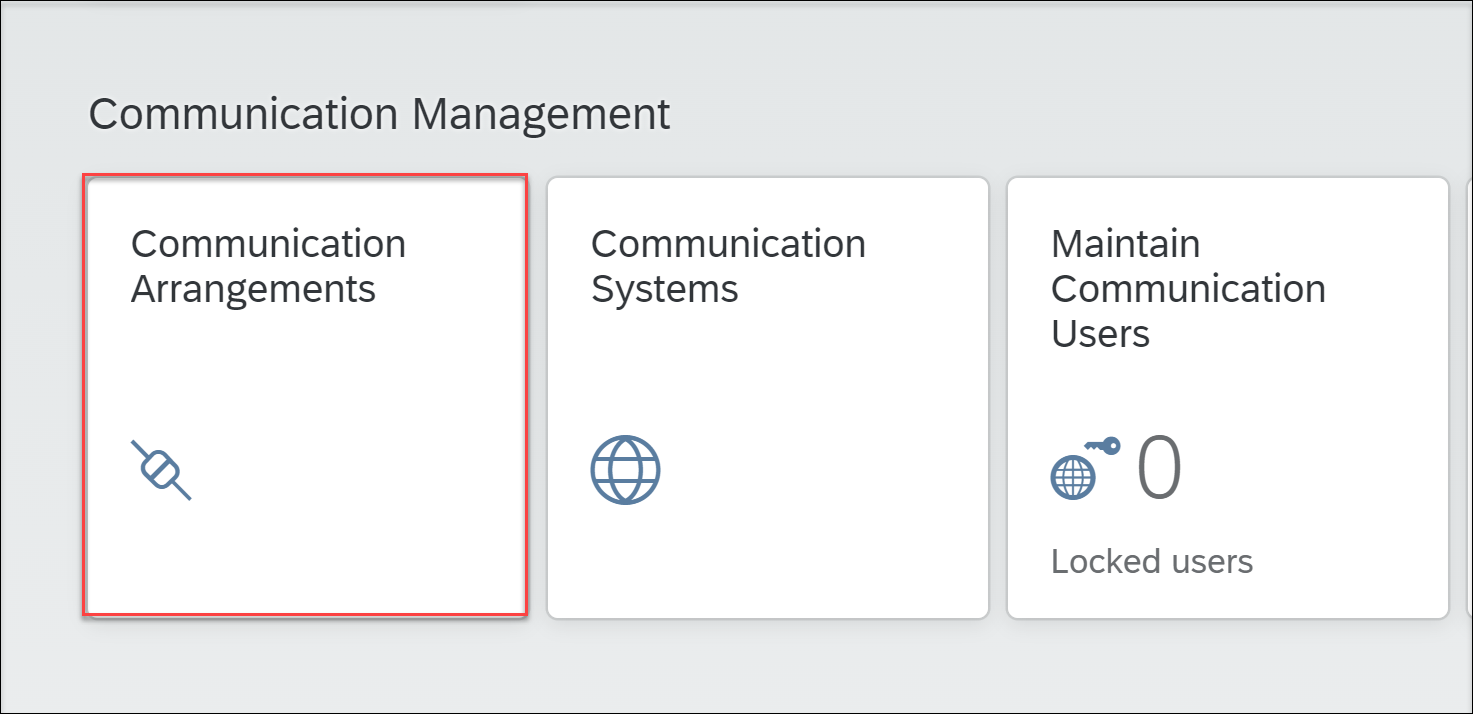 Communication Management
Communication
Arrangements
Communication
Systems
Maintain
Communication
Users
0
Locked users